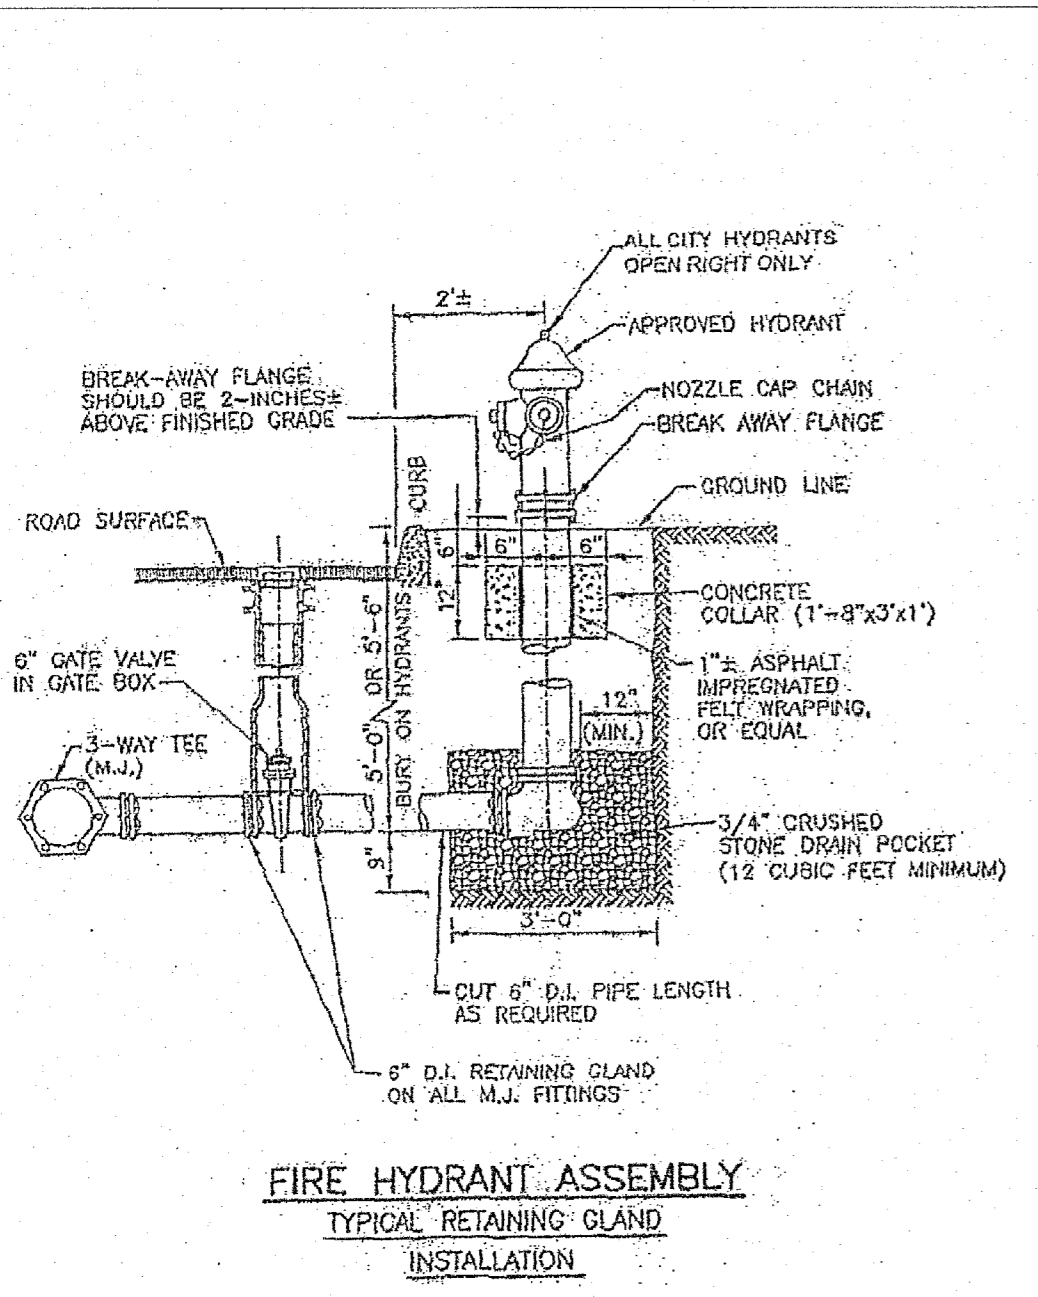 ALL CITY HYDRANTS
OPEN RIGHT ONLY
2'±
APPROVED HYDRANT
BREAK-AWAY FLANGE
SHOULD BE 2-INCHES±
ABOVE FINISHED GRADE
NOZZLE CAP CHAIN
BREAK AWAY FLANGE
CURB
GROUND LINE
ROAD SURFACE
6"
6"
6"
12"
CONCRETE
COLLAR (1'-8"x3'x1')
5'-0" OR 5'-6"
BURY ON HYDRANTS
6" GATE VALVE
IN GATE BOX
1"± ASPHALT
IMPREGNATED
FELT WRAPPING,
OR EQUAL
12"
(MIN.)
3-WAY TEE
(M.J.)
3/4" CRUSHED
STONE DRAIN POCKET
(12 CUBIC FEET MINIMUM)
9"
3'-0"
CUT 6" D.I. PIPE LENGTH
AS REQUIRED
6" D.I. RETAINING GLAND
ON ALL M.J. FITTINGS
FIRE HYDRANT ASSEMBLY
TYPICAL RETAINING GLAND
INSTALLATION